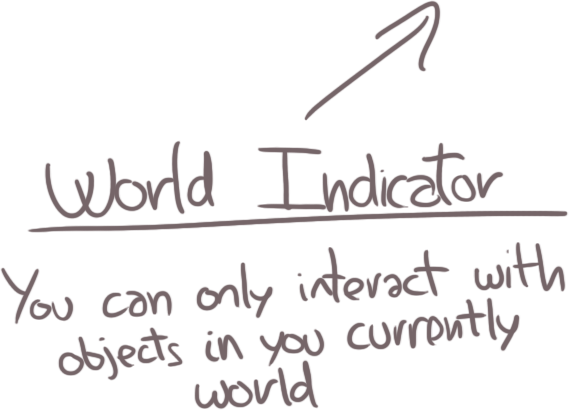 World Indicator
You can only interact with
objects in you currently
world